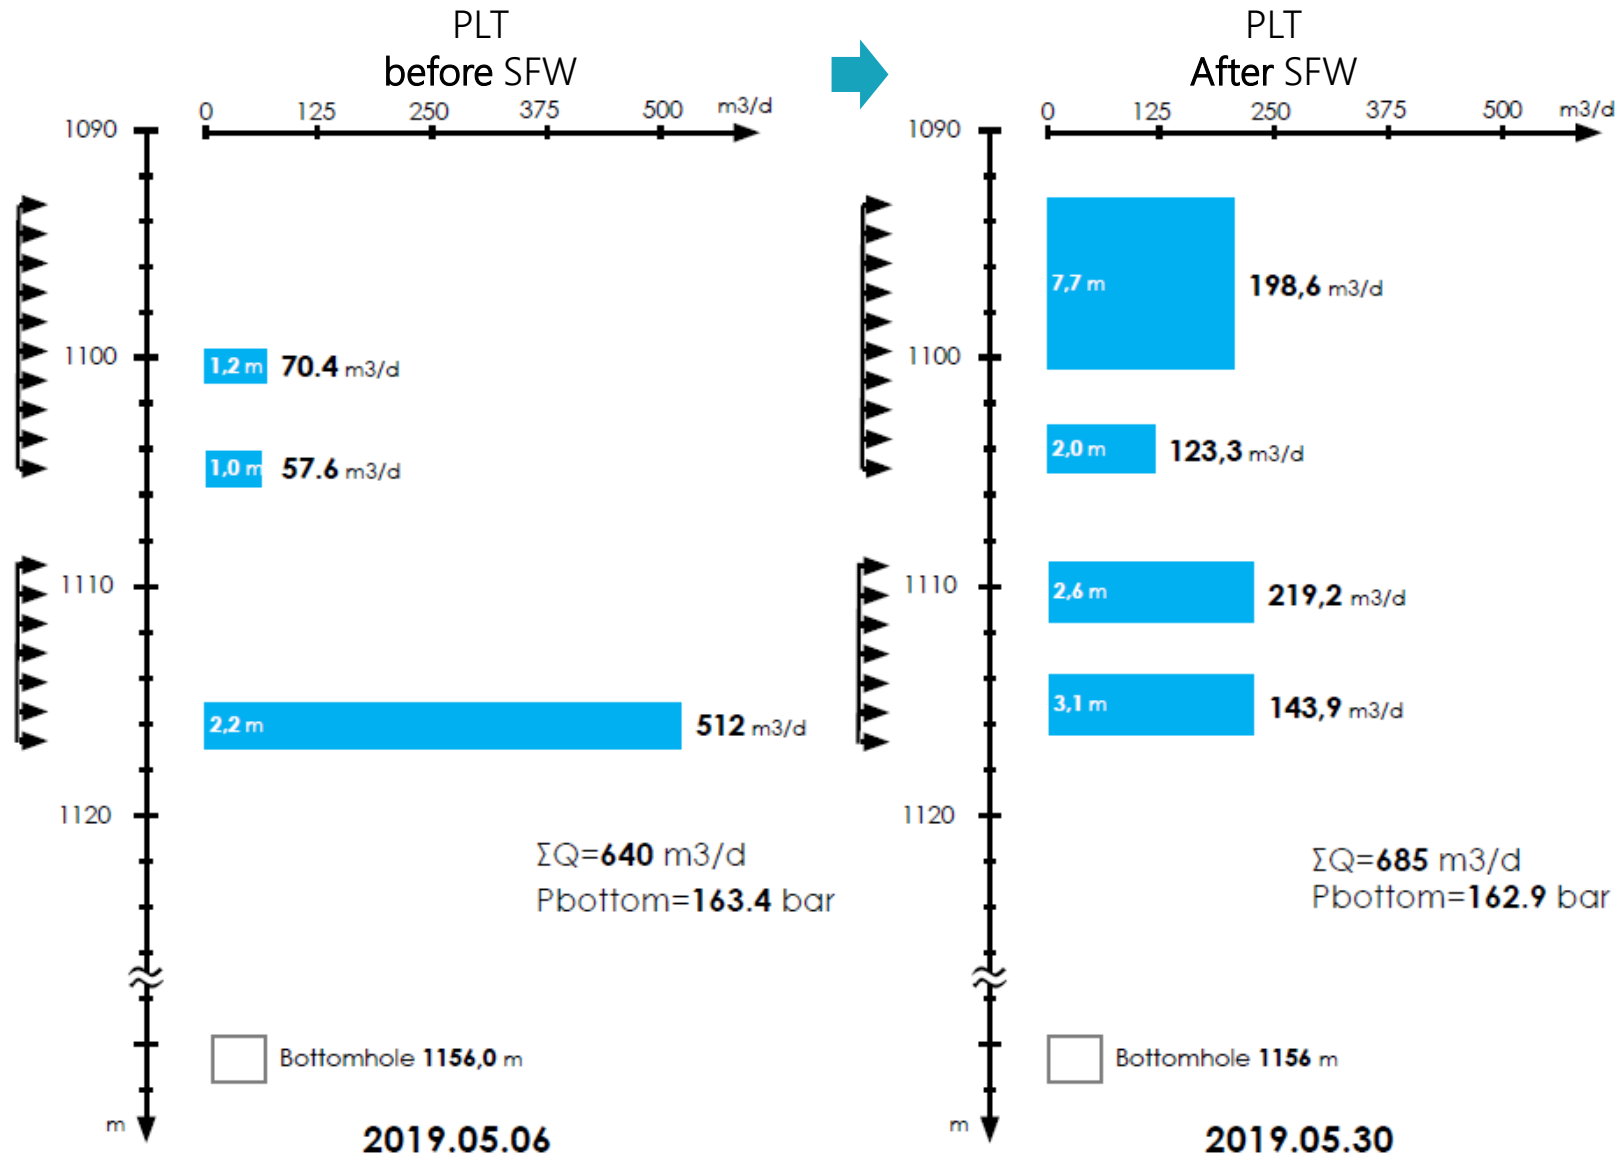 PLT
before SFW
0 125 250 375 500 m3/d
1090
1100
1,2 m 70.4 m3/d
1,0 m 57.6 m3/d
1110
2,2 m 512 m3/d
1120
ΣQ=640 m3/d
Pbottom=163.4 bar
Bottomhole 1156,0 m
m
2019.05.06
PLT
After SFW
0 125 250 375 500 m3/d
1090
7,7 m 198,6 m3/d
1100
2,0 m 123,3 m3/d
1110
2,6 m 219,2 m3/d
3,1 m 143,9 m3/d
1120
ΣQ=685 m3/d
Pbottom=162.9 bar
Bottomhole 1156 m
m
2019.05.30